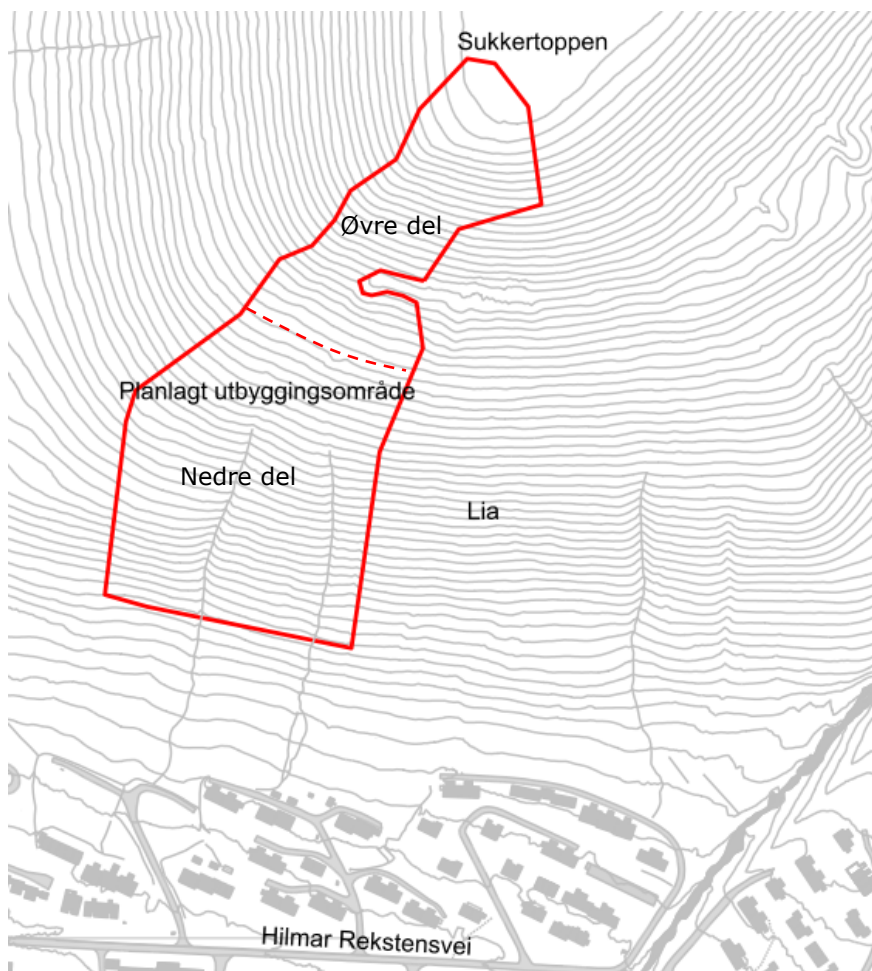 Sukkertoppen
Øvre del
Planlagt utbyggingsområde
Nedre del
Lia
Hilmar Rekstensvei